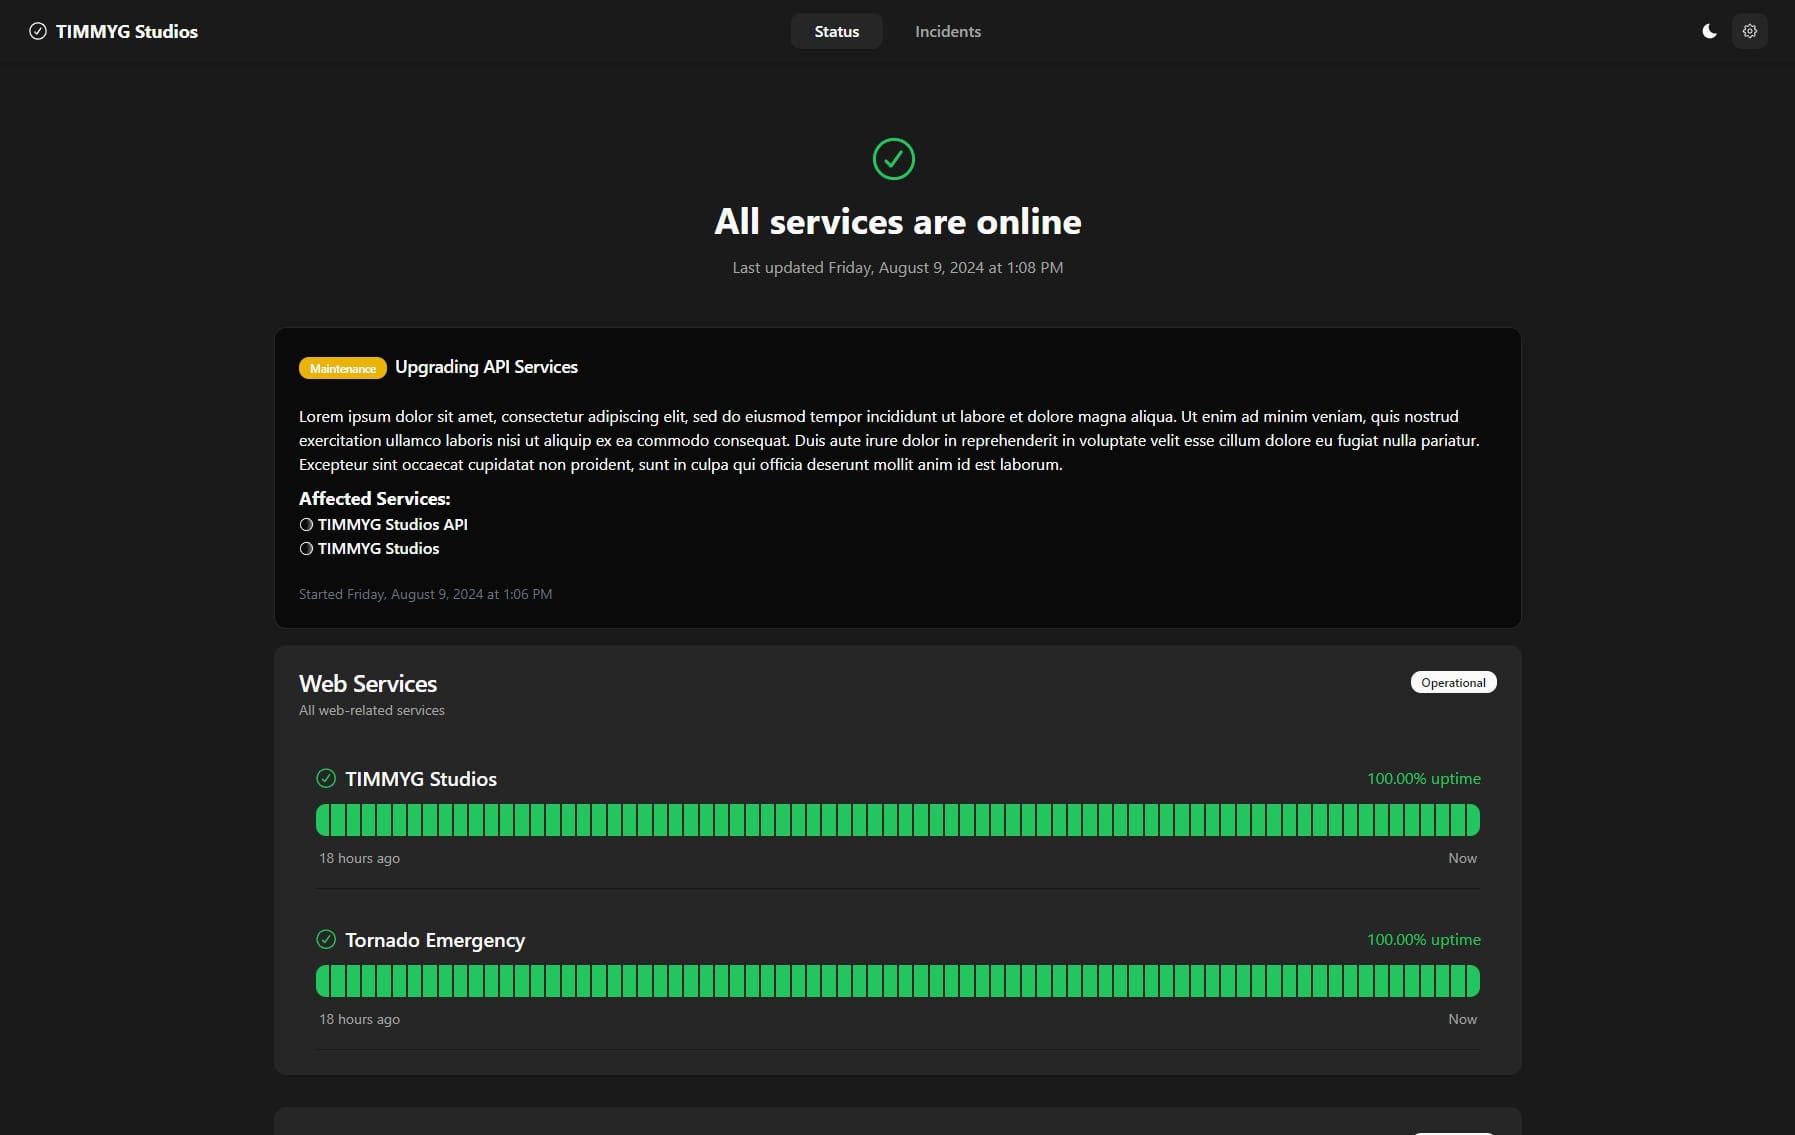 TIMMYG Studios
Status
Incidents
All services are online
Last updated Friday, August 9, 2024 at 1:08 PM
Maintenance Upgrading API Services
Lorem ipsum dolor sit amet, consectetur adipiscing elit, sed do eiusmod tempor incididunt ut labore et dolore magna aliqua. Ut enim ad minim veniam, quis nostrud
exercitation ullamco laboris nisi ut aliquip ex ea commodo consequat. Duis aute irure dolor in reprehenderit in voluptate velit esse cillum dolore eu fugiat nulla pariatur.
Excepteur sint occaecat cupidatat non proident, sunt in culpa qui officia deserunt mollit anim id est laborum.
Affected Services:
TIMMYG Studios API
TIMMYG Studios
Started Friday, August 9, 2024 at 1:06 PM
Web Services
Operational
All web-related services
TIMMYG Studios
100.00% uptime
18 hours ago
Now
Tornado Emergency
100.00% uptime
18 hours ago
Now